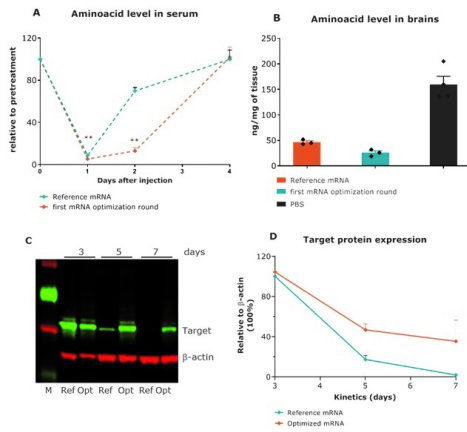 A
Aminoacid level in serum
relative to pretreatment
120
80
40
0
**
**
0 1 2 4
Days after injection
Reference mRNA
first mRNA optimization round
B
Aminoacid level in brains
ng/mg of tissue
250
200
150
100
50
0
Reference mRNA
first mRNA optimization round
PBS
C
3 5 7 days
Target
β-actin
M Ref Opt Ref Opt Ref Opt
D
Target protein expression
Relative to β-actin
(100%)
120
80
40
0
3 4 5 6 7
Kinetics (days)
Reference mRNA
Optimized mRNA